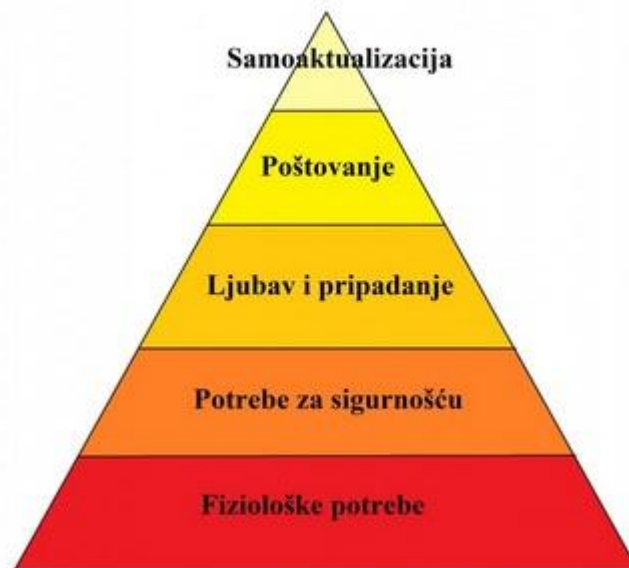 Samoaktualizacija
Poštovanje
Ljubav i pripadanje
Potrebe za sigurnošću
Fiziološke potrebe